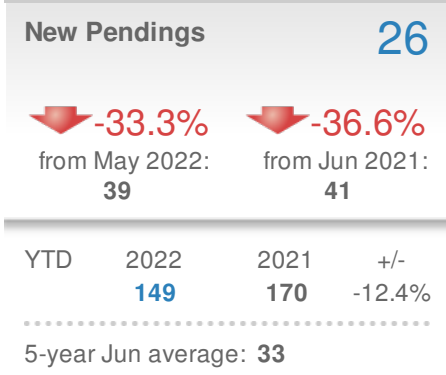 New Pendings 26
-33.3% -36.6%
from May 2022: from Jun 2021:
39 41
YTD 2022 2021 +/-
149 170 -12.4%
5-year Jun average: 33